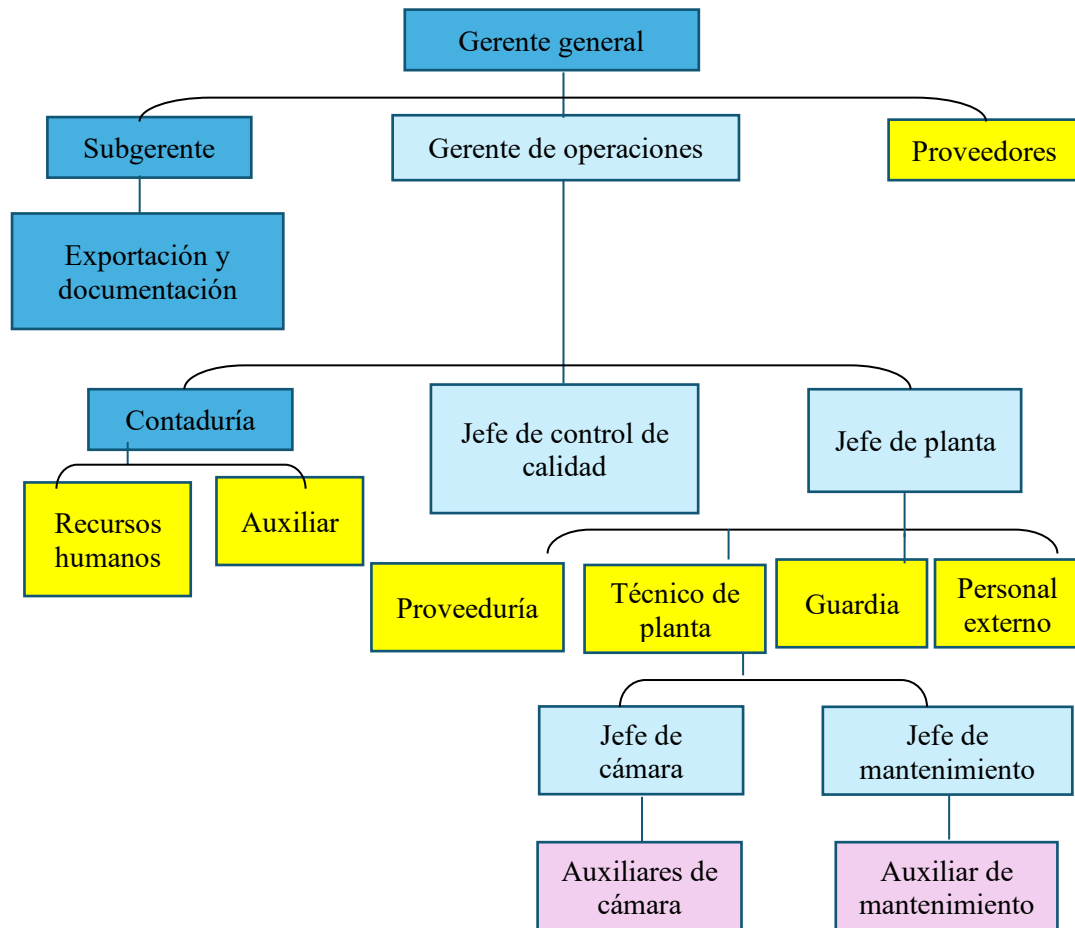 Gerente general
Subgerente
Gerente de operaciones
Proveedores
Exportación y
documentación
Contaduría
Jefe de control de
calidad
Jefe de planta
Recursos
humanos
Auxiliar
Proveeduría
Técnico de
planta
Guardia
Personal
externo
Jefe de
cámara
Jefe de
mantenimiento
Auxiliares de
cámara
Auxiliar de
mantenimiento